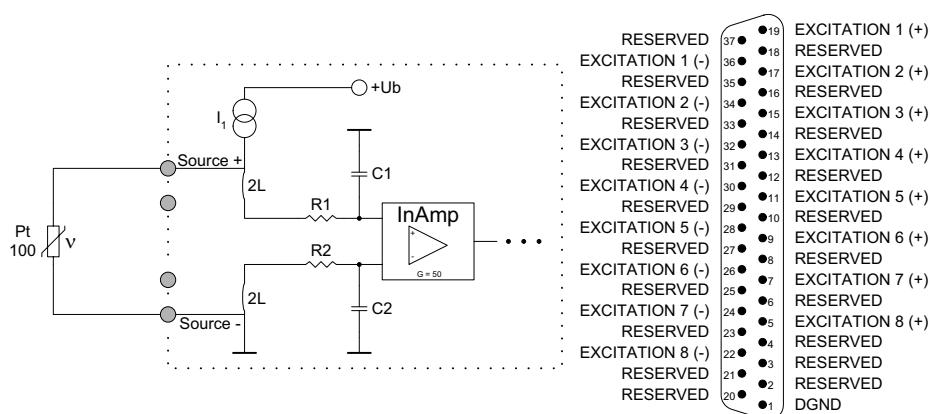 +Ub
I1
Source +
2L
C1
R1
InAmp
+
-
G = 50
Pt
100
ν
R2
2L
C2
Source -
RESERVED 37
EXCITATION 1 (-) 36
RESERVED 35
EXCITATION 2 (-) 34
RESERVED 33
EXCITATION 3 (-) 32
RESERVED 31
EXCITATION 4 (-) 30
RESERVED 29
EXCITATION 5 (-) 28
RESERVED 27
EXCITATION 6 (-) 26
RESERVED 25
EXCITATION 7 (-) 24
RESERVED 23
EXCITATION 8 (-) 22
RESERVED 21
RESERVED 20
19 EXCITATION 1 (+)
18 RESERVED
17 EXCITATION 2 (+)
16 RESERVED
15 EXCITATION 3 (+)
14 RESERVED
13 EXCITATION 4 (+)
12 RESERVED
11 EXCITATION 5 (+)
10 RESERVED
9 EXCITATION 6 (+)
8 RESERVED
7 EXCITATION 7 (+)
6 RESERVED
5 EXCITATION 8 (+)
4 RESERVED
3 RESERVED
2 RESERVED
1 DGND